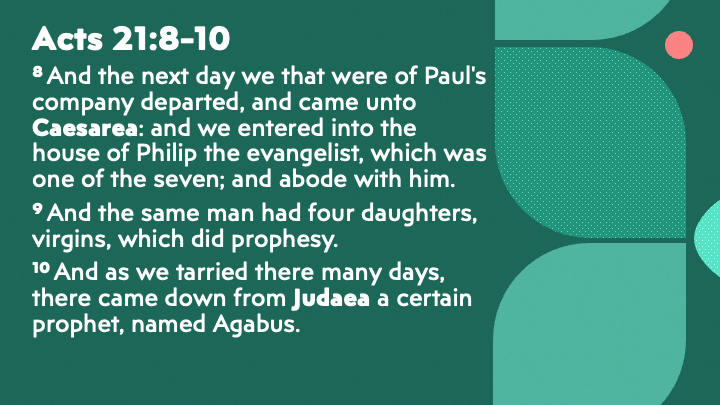 Acts 21:8-10
⁸ And the next day we that were of Paul's
company departed, and came unto
Caesarea: and we entered into the
house of Philip the evangelist, which was
one of the seven; and abode with him.
⁹ And the same man had four daughters,
virgins, which did prophesy.
¹⁰ And as we tarried there many days,
there came down from Judaea a certain
prophet, named Agabus.